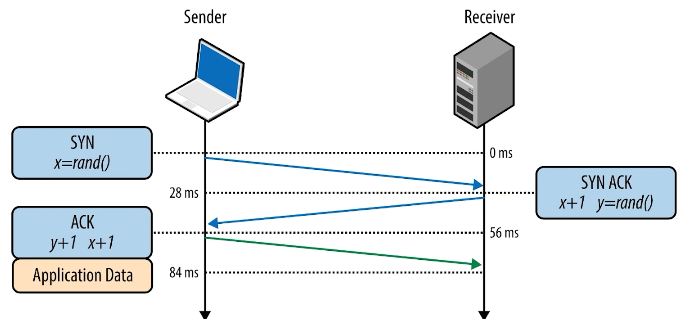 Sender
Receiver
SYN
x=rand()
0 ms
28 ms
SYN ACK
x+1 y=rand()
ACK
y+1 x+1
56 ms
Application Data
84 ms